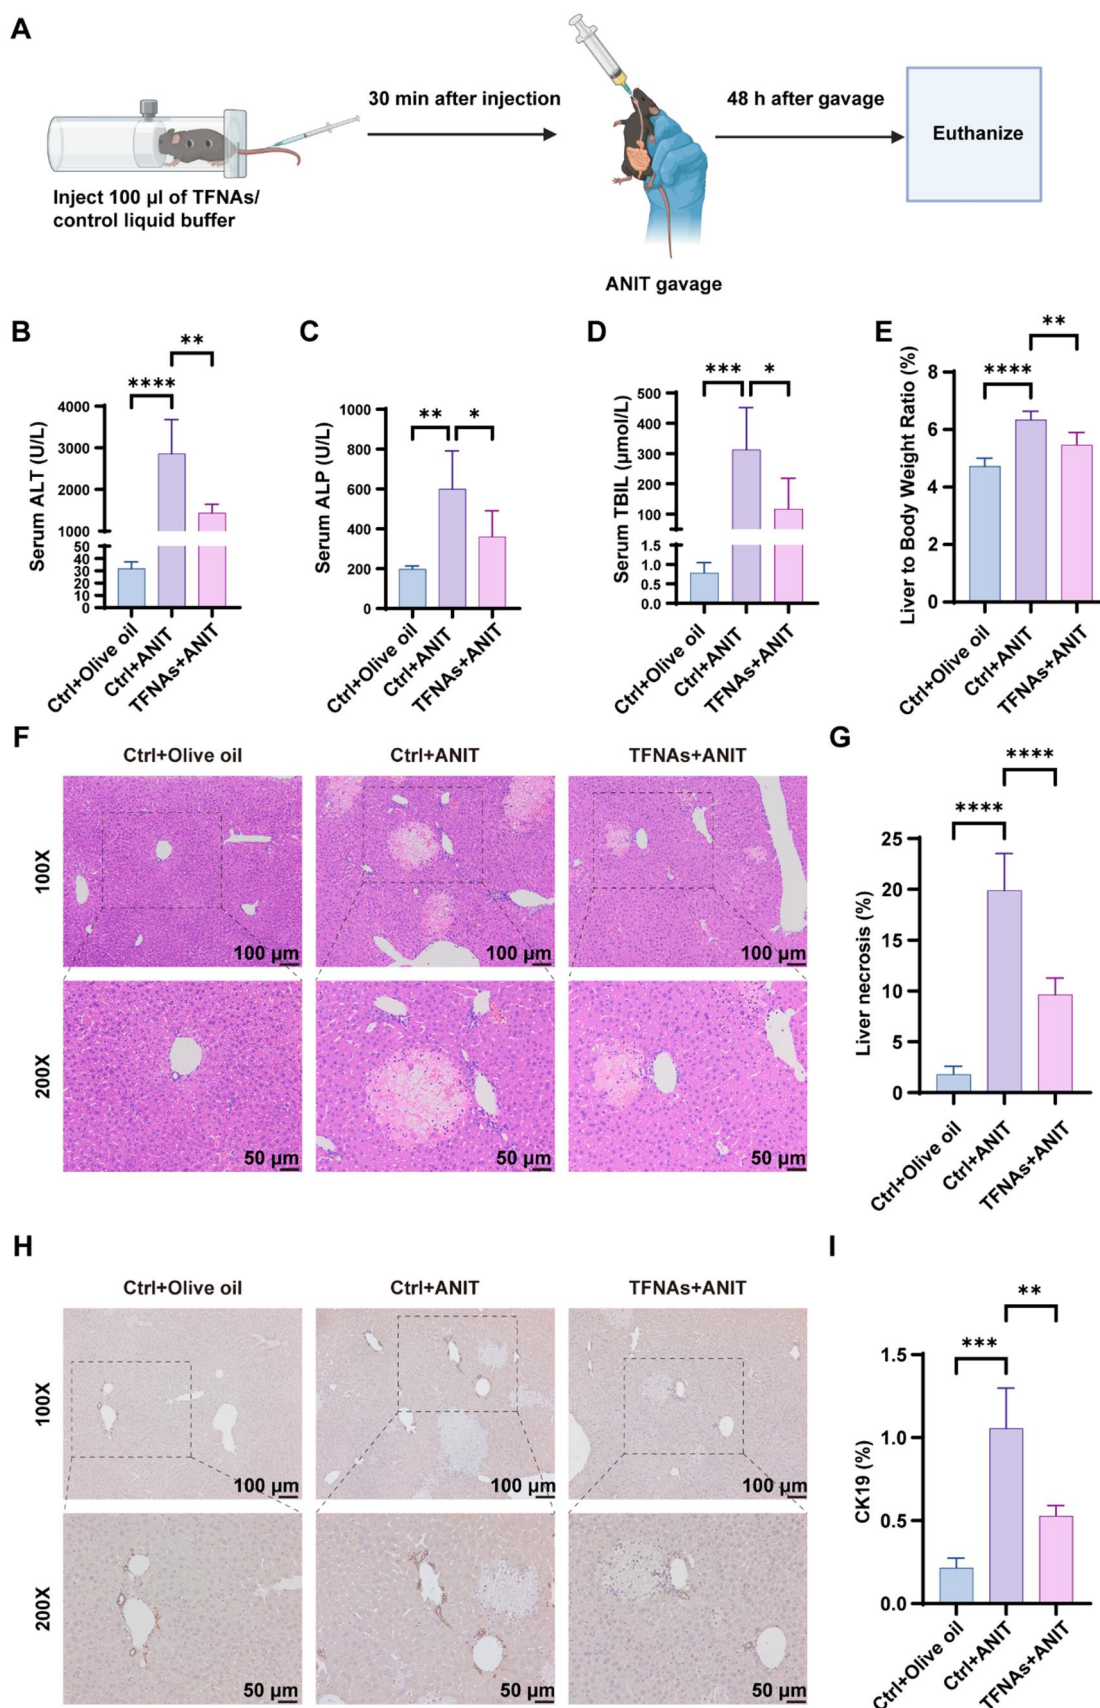 A
30 min after injection
48 h after gavage
Euthanize
Inject 100 µl of TFNAs/
control liquid buffer
ANIT gavage
B
**
****
Serum ALT (U/L)
4000
3000
2000
1000
50
40
30
20
10
0
Ctrl+Olive oil
Ctrl+ANIT
TFNAs+ANIT
C
**
*
Serum ALP (U/L)
1000
800
600
400
200
0
Ctrl+Olive oil
Ctrl+ANIT
TFNAs+ANIT
D
***
*
Serum TBIL (µmol/L)
500
400
300
200
100
1.5
1.0
0.5
0.0
Ctrl+Olive oil
Ctrl+ANIT
TFNAs+ANIT
E
**
****
Liver to Body Weight Ratio (%)
8
6
4
2
0
Ctrl+Olive oil
Ctrl+ANIT
TFNAs+ANIT
F
Ctrl+Olive oil
Ctrl+ANIT
TFNAs+ANIT
100X
100 µm
100 µm
100 µm
200X
50 µm
50 µm
50 µm
G
****
****
Liver necrosis (%)
25
20
15
10
5
0
Ctrl+Olive oil
Ctrl+ANIT
TFNAs+ANIT
H
Ctrl+Olive oil
Ctrl+ANIT
TFNAs+ANIT
100X
100 µm
100 µm
100 µm
200X
50 µm
50 µm
50 µm
I
**
***
CK19 (%)
1.5
1.0
0.5
0.0
Ctrl+Olive oil
Ctrl+ANIT
TFNAs+ANIT